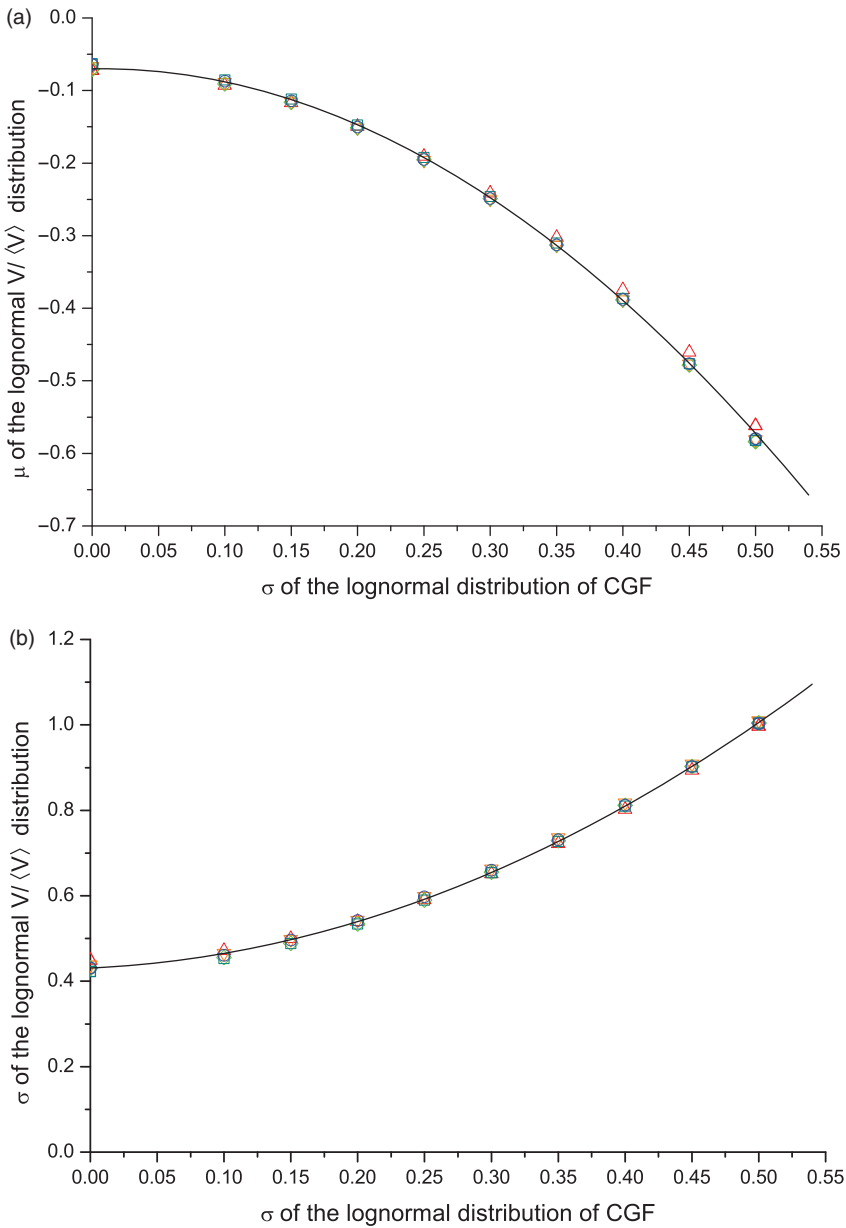 (a)
0.0
−0.1
−0.2
−0.3
−0.4
−0.5
−0.6
−0.7
μ of the lognormal V/⟨V⟩ distribution
0.00 0.05 0.10 0.15 0.20 0.25 0.30 0.35 0.40 0.45 0.50 0.55
σ of the lognormal distribution of CGF
(b)
1.2
1.0
0.8
0.6
0.4
0.2
0.0
σ of the lognormal V/⟨V⟩ distribution
0.00 0.05 0.10 0.15 0.20 0.25 0.30 0.35 0.40 0.45 0.50 0.55
σ of the lognormal distribution of CGF